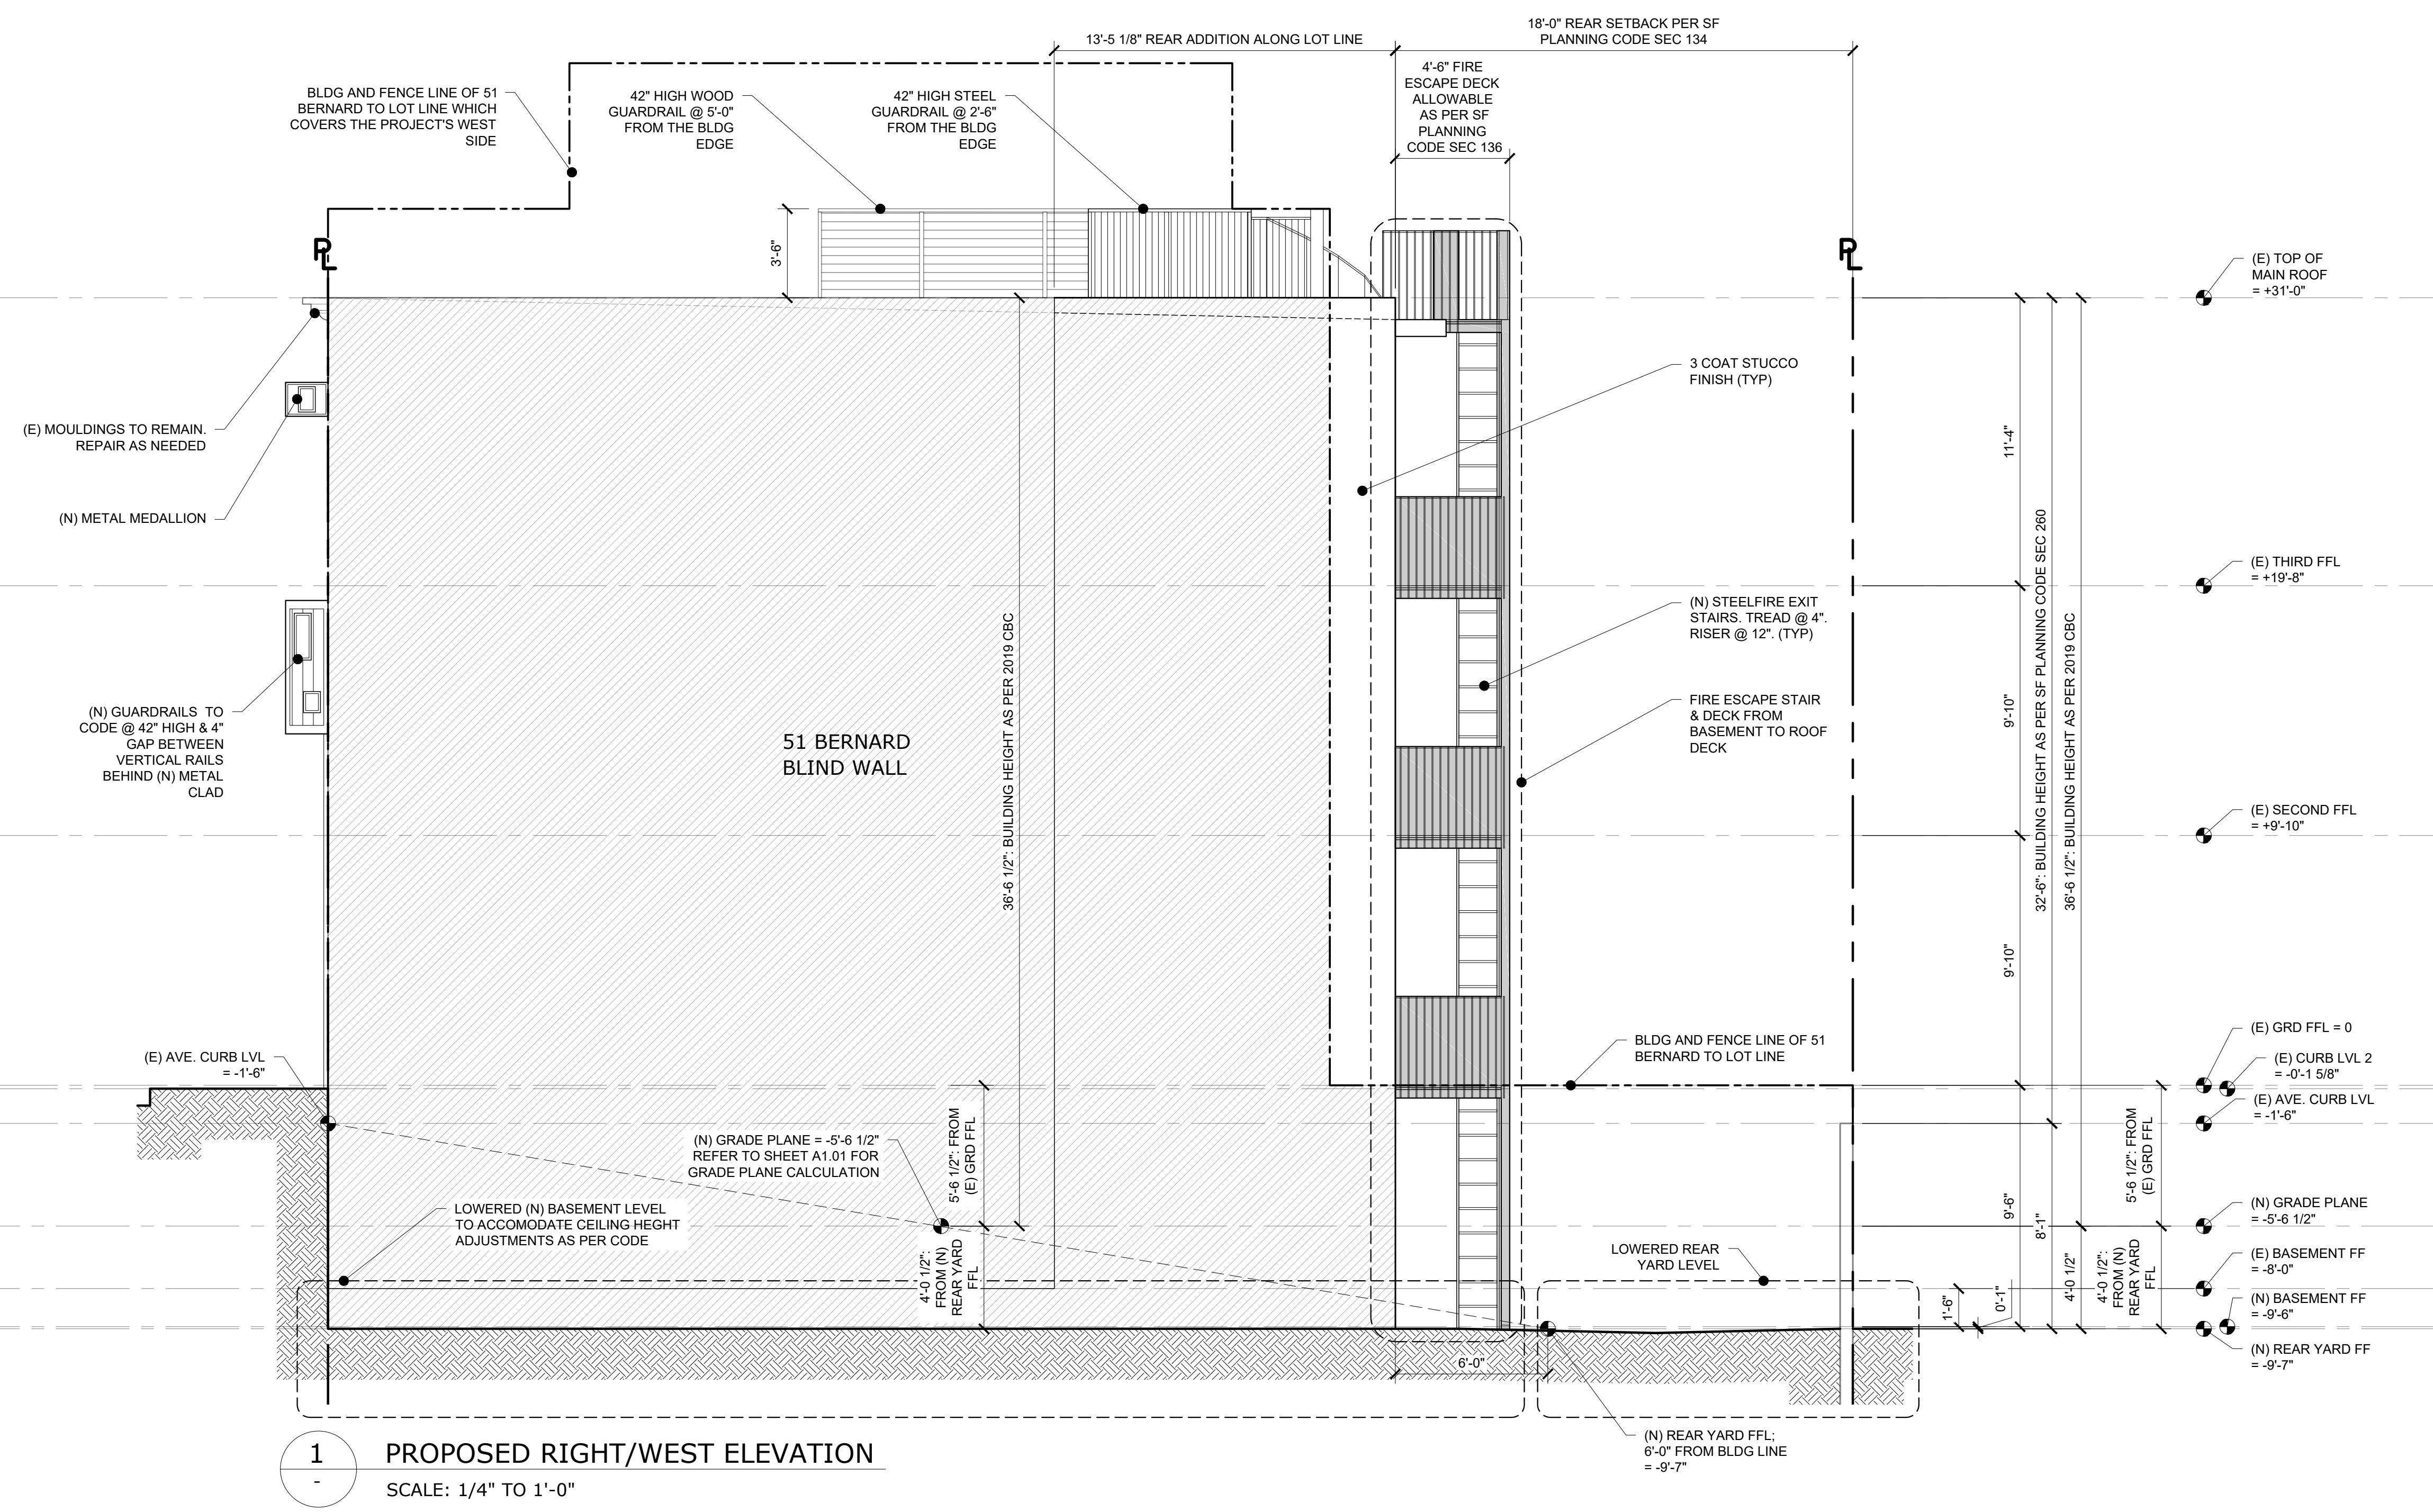 18'-0" REAR SETBACK PER SF
PLANNING CODE SEC 134
13'-5 1/8" REAR ADDITION ALONG LOT LINE
4'-6" FIRE
ESCAPE DECK
ALLOWABLE
AS PER SF
PLANNING
CODE SEC 136
BLDG AND FENCE LINE OF 51
BERNARD TO LOT LINE WHICH
COVERS THE PROJECT'S WEST
SIDE
42" HIGH WOOD
GUARDRAIL @ 5'-0"
FROM THE BLDG
EDGE
42" HIGH STEEL
GUARDRAIL @ 2'-6"
FROM THE BLDG
EDGE
3'-6"
PL
PL
(E) TOP OF
MAIN ROOF
= +31'-0"
3 COAT STUCCO
FINISH (TYP)
(E) MOULDINGS TO REMAIN.
REPAIR AS NEEDED
(N) METAL MEDALLION
11'-4"
(E) THIRD FFL
= +19'-8"
(N) STEELFIRE EXIT
STAIRS. TREAD @ 4".
RISER @ 12". (TYP)
36'-6 1/2": BUILDING HEIGHT AS PER 2019 CBC
32'-6": BUILDING HEIGHT AS PER SF PLANNING CODE SEC 260
36'-6 1/2": BUILDING HEIGHT AS PER 2019 CBC
9'-10"
FIRE ESCAPE STAIR
& DECK FROM
BASEMENT TO ROOF
DECK
(N) GUARDRAILS TO
CODE @ 42" HIGH & 4"
GAP BETWEEN
VERTICAL RAILS
BEHIND (N) METAL
CLAD
51 BERNARD
BLIND WALL
(E) SECOND FFL
= +9'-10"
9'-10"
(E) GRD FFL = 0
(E) CURB LVL 2
= -0'-1 5/8"
(E) AVE. CURB LVL
= -1'-6"
BLDG AND FENCE LINE OF 51
BERNARD TO LOT LINE
(E) AVE. CURB LVL
= -1'-6"
(N) GRADE PLANE = -5'-6 1/2"
REFER TO SHEET A1.01 FOR
GRADE PLANE CALCULATION
5'-6 1/2": FROM
(E) GRD FFL
5'-6 1/2": FROM
(E) GRD FFL
LOWERED (N) BASEMENT LEVEL
TO ACCOMODATE CEILING HEGHT
ADJUSTMENTS AS PER CODE
4'-0 1/2":
FROM (N)
REAR YARD
FFL
LOWERED REAR
YARD LEVEL
9'-6"
8'-1"
4'-0 1/2"
4'-0 1/2":
FROM (N)
REAR YARD
FFL
(N) GRADE PLANE
= -5'-6 1/2"
(E) BASEMENT FF
= -8'-0"
(N) BASEMENT FF
= -9'-6"
(N) REAR YARD FF
= -9'-7"
1'-6"
0'-1"
6'-0"
(N) REAR YARD FFL;
6'-0" FROM BLDG LINE
= -9'-7"
1
-
PROPOSED RIGHT/WEST ELEVATION
SCALE: 1/4" TO 1'-0"